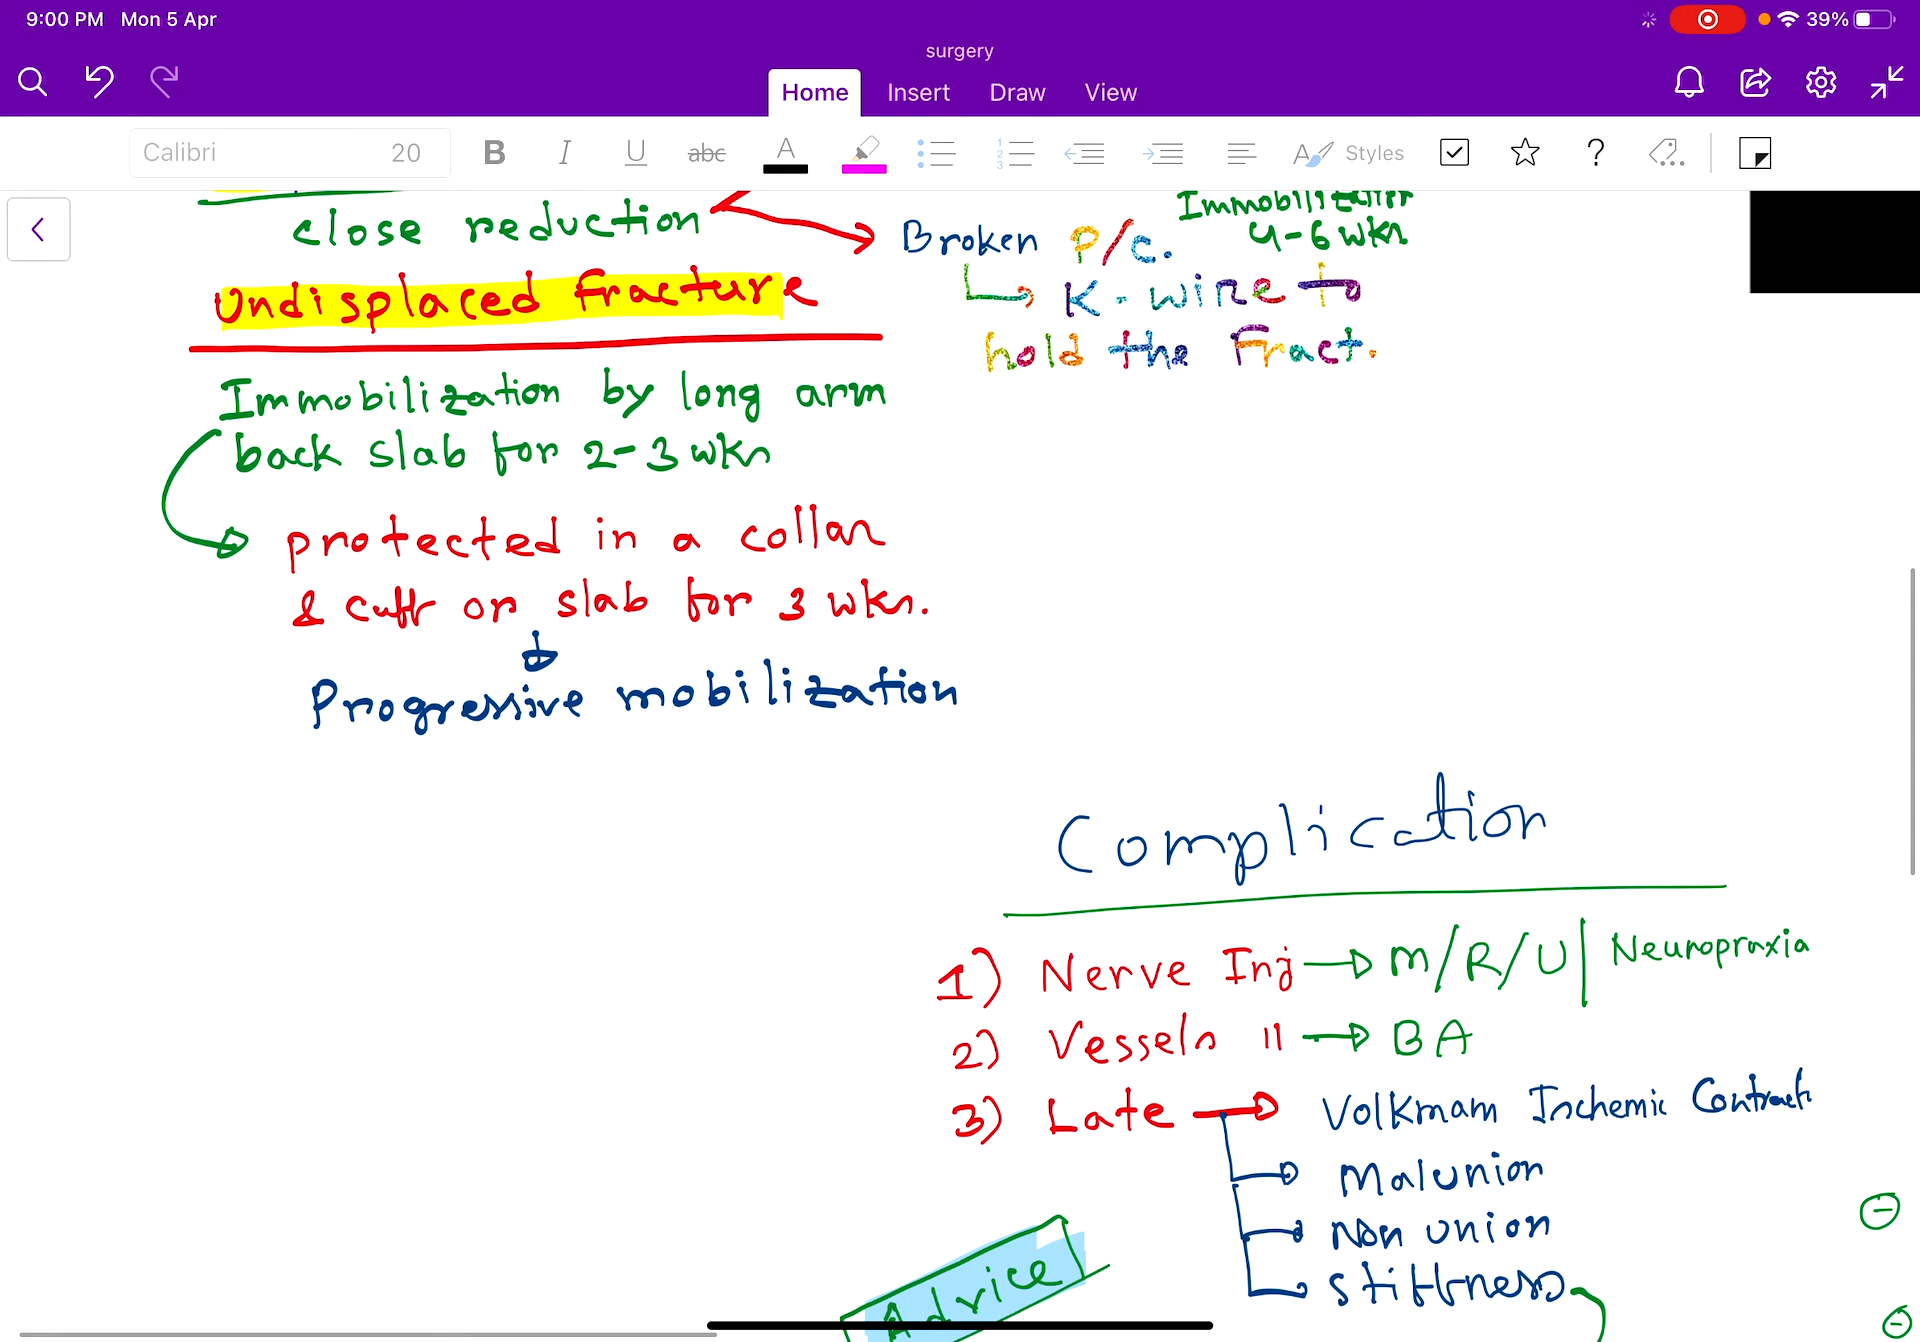 9:00 PM Mon 5 Apr
39%
surgery
Home Insert Draw View
Calibri 20 B I U abc A Styles ?
close reduction
Immobilization
4-6 wks
Broken P/C.
K-wire to
hold the Fract.
Undisplaced fracture
Immobilization by long arm
back slab for 2-3 wks
protected in a collar
& cuff or slab for 3 wks.
Progressive mobilization
Complication
1) Nerve Inj → M/R/U| Neuropraxia
2) Vessels " → BA
3) Late → Volkmam Ischemic Contract
Malunion
Non union
stiffness
Advice